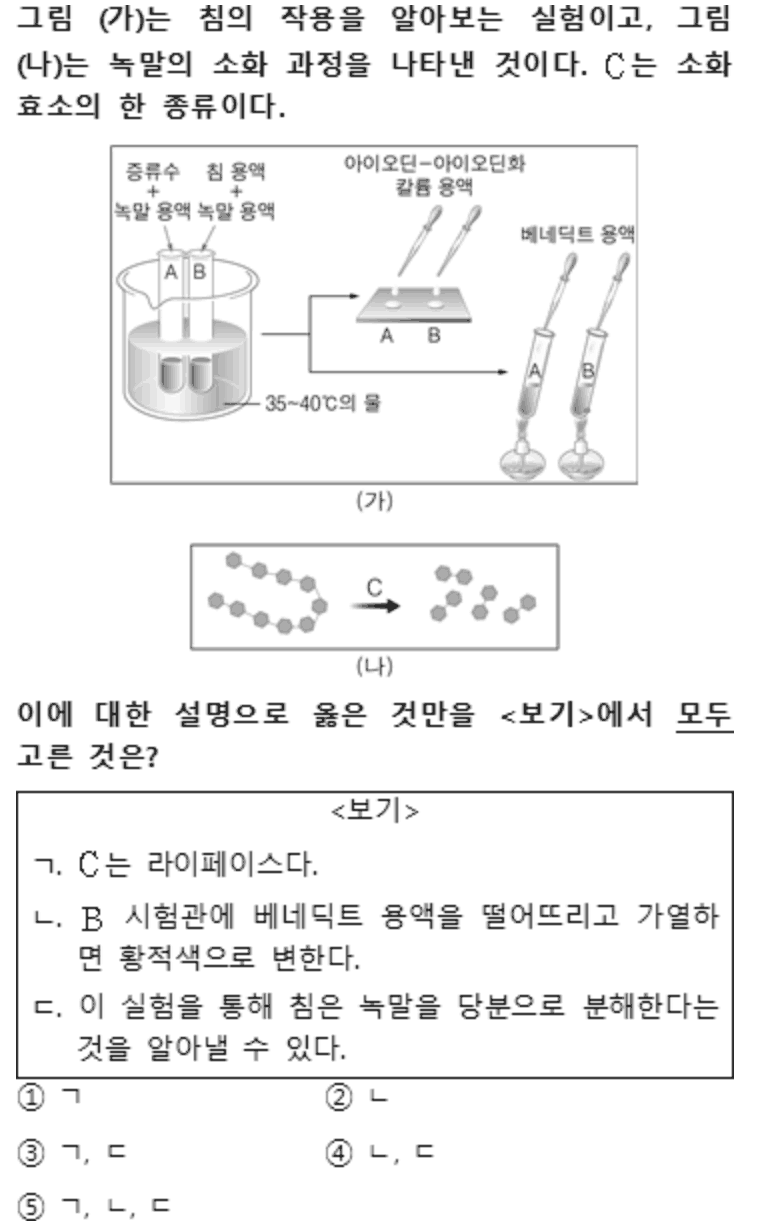 그림 (가)는 침의 작용을 알아보는 실험이고, 그림
(나)는 녹말의 소화 과정을 나타낸 것이다. C는 소화
효소의 한 종류이다.
증류수 + 녹말 용액
침 용액 + 녹말 용액
아이오딘-아이오딘화
칼륨 용액
베네딕트 용액
A B
A B
A B
35~40℃의 물
(가)
C
(나)
이에 대한 설명으로 옳은 것만을 <보기>에서 모두
고른 것은?
<보기>
ㄱ. C는 라이페이스다.
ㄴ. B 시험관에 베네딕트 용액을 떨어뜨리고 가열하
면 황적색으로 변한다.
ㄷ. 이 실험을 통해 침은 녹말을 당분으로 분해한다는
것을 알아낼 수 있다.
① ㄱ ② ㄴ
③ ㄱ, ㄷ ④ ㄴ, ㄷ
⑤ ㄱ, ㄴ, ㄷ